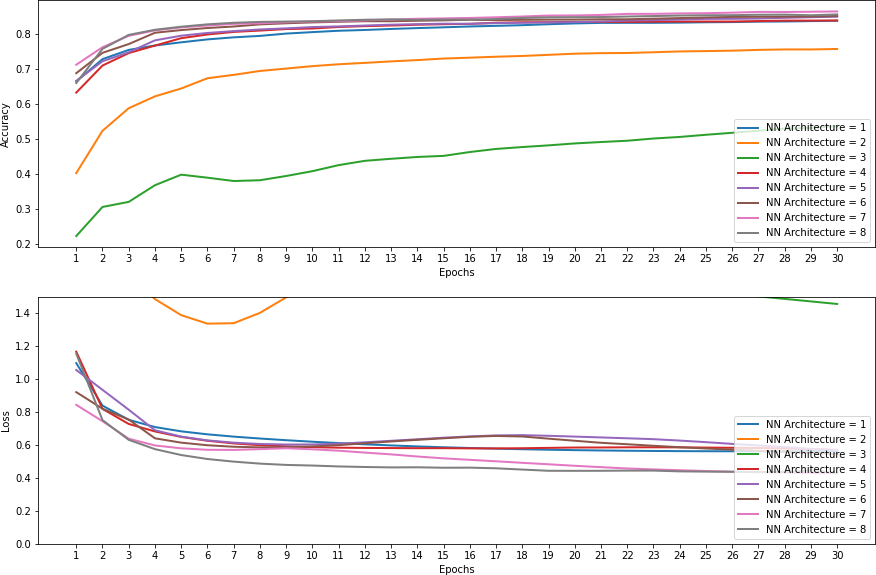 0.8
0.7
0.6
0.5
0.4
0.3
0.2
Accuracy
NN Architecture = 1
NN Architecture = 2
NN Architecture = 3
NN Architecture = 4
NN Architecture = 5
NN Architecture = 6
NN Architecture = 7
NN Architecture = 8
1 2 3 4 5 6 7 8 9 10 11 12 13 14 15 16 17 18 19 20 21 22 23 24 25 26 27 28 29 30
Epochs
1.4
1.2
1.0
0.8
0.6
0.4
0.2
0.0
Loss
NN Architecture = 1
NN Architecture = 2
NN Architecture = 3
NN Architecture = 4
NN Architecture = 5
NN Architecture = 6
NN Architecture = 7
NN Architecture = 8
1 2 3 4 5 6 7 8 9 10 11 12 13 14 15 16 17 18 19 20 21 22 23 24 25 26 27 28 29 30
Epochs